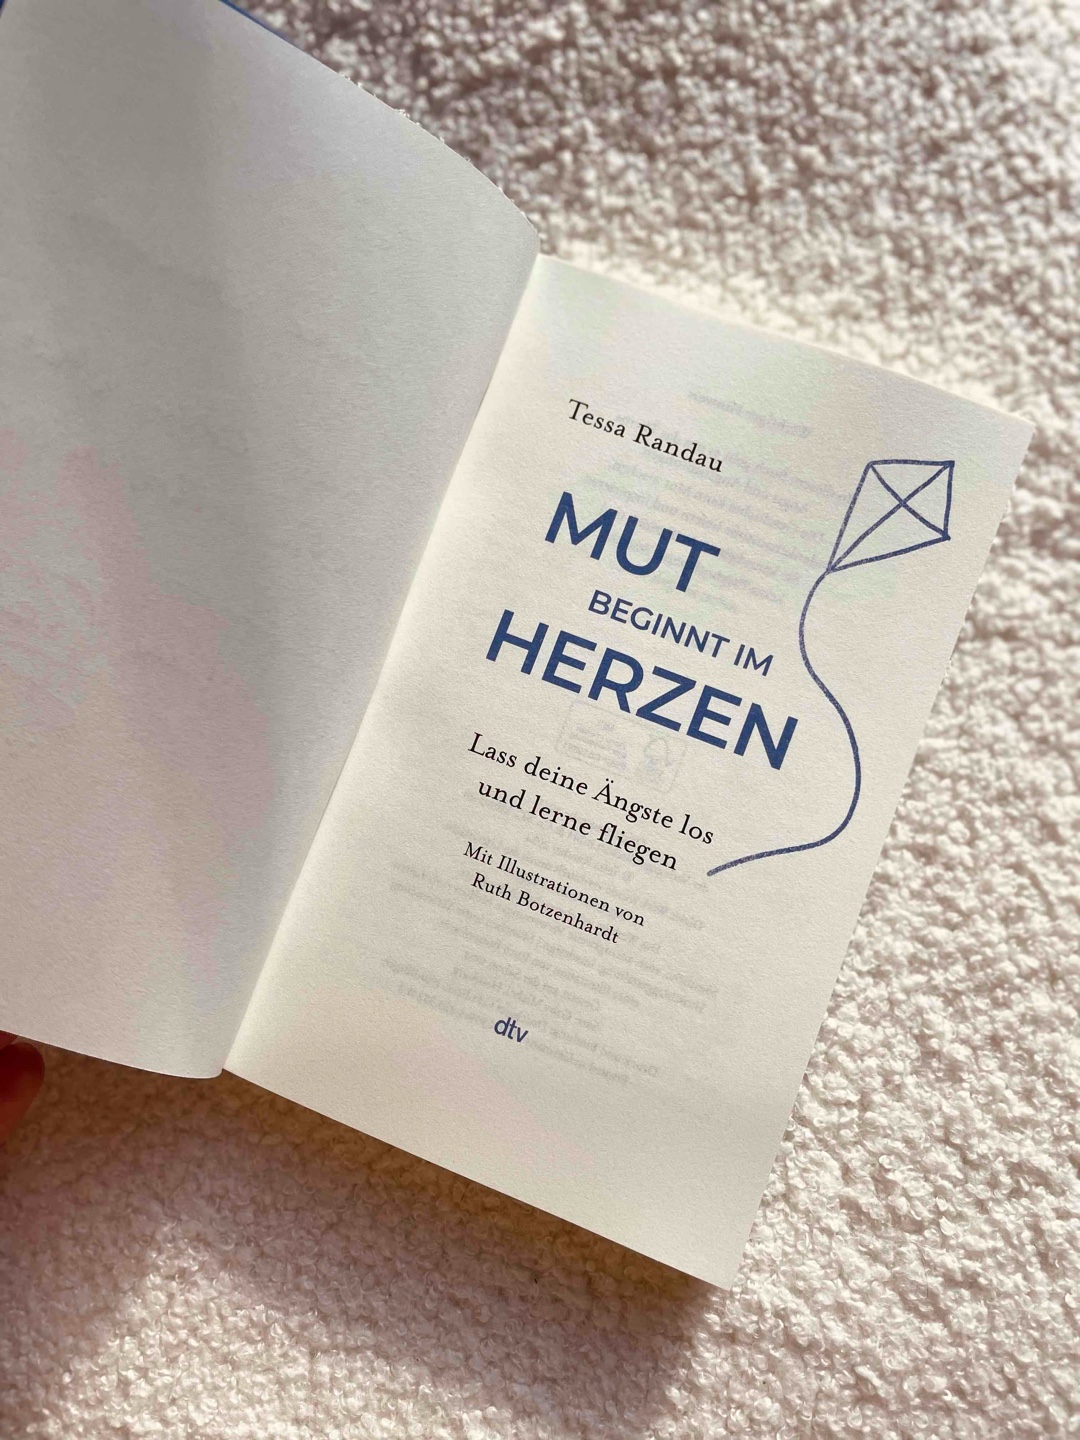 Tessa Randau
MUT
BEGINNT IM
HERZEN
Lass deine Ängste los
und lerne fliegen
Mit Illustrationen von
Ruth Botzenhardt
dtv